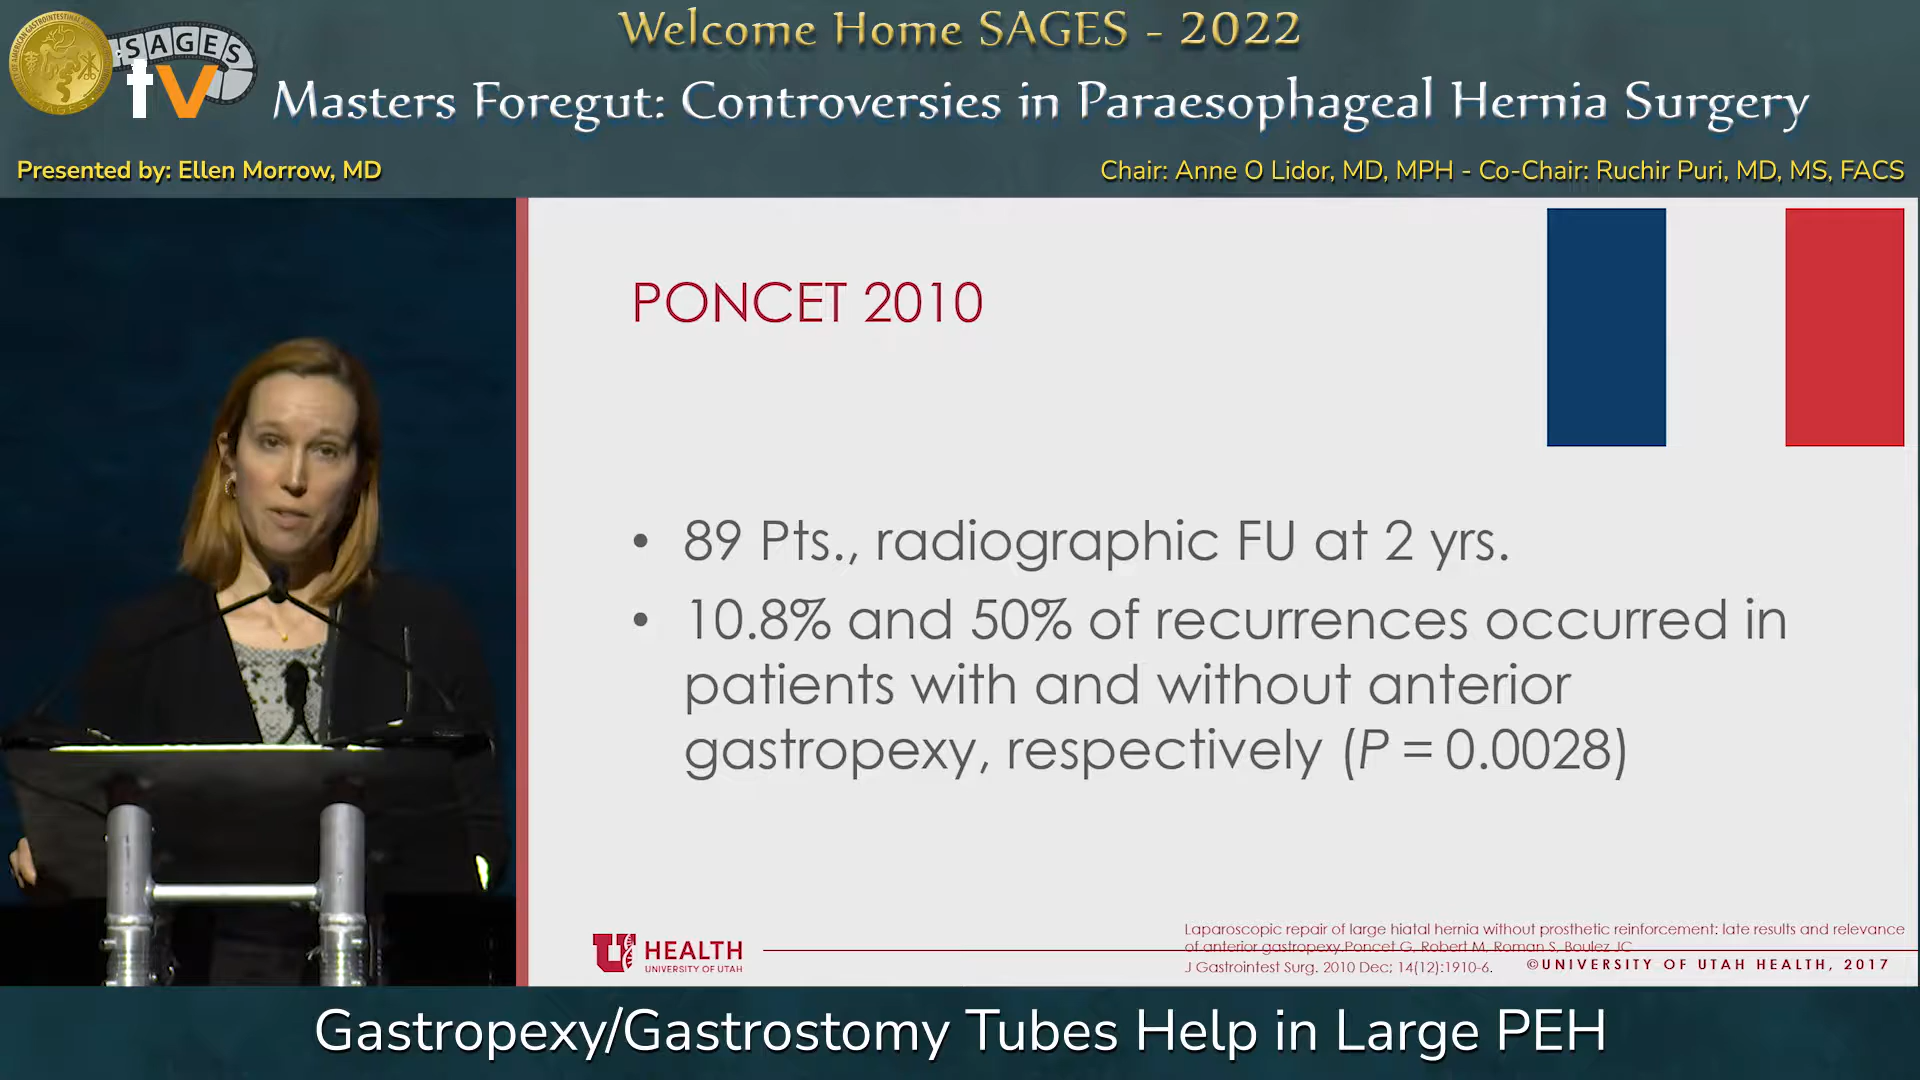 Welcome Home SAGES - 2022
SAGES
tv
Masters Foregut: Controversies in Paraesophageal Hernia Surgery
Presented by: Ellen Morrow, MD
Chair: Anne O Lidor, MD, MPH - Co-Chair: Ruchir Puri, MD, MS, FACS
PONCET 2010
• 89 Pts., radiographic FU at 2 yrs.
• 10.8% and 50% of recurrences occurred in
patients with and without anterior
gastropexy, respectively (P = 0.0028)
U HEALTH
UNIVERSITY OF UTAH
Laparoscopic repair of large hiatal hernia without prosthetic reinforcement: late results and relevance
of anterior gastropexy.Poncet G, Robert M, Roman S, Boulez JC
J Gastrointest Surg. 2010 Dec; 14(12):1910-6.
©UNIVERSITY OF UTAH HEALTH, 2017
Gastropexy/Gastrostomy Tubes Help in Large PEH